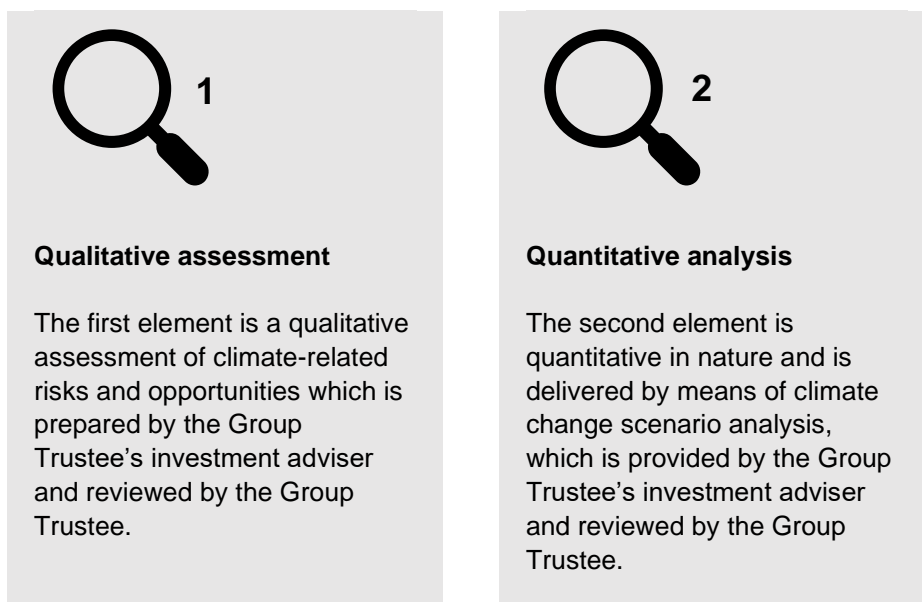 1
Qualitative assessment
The first element is a qualitative
assessment of climate-related
risks and opportunities which is
prepared by the Group
Trustee’s investment adviser
and reviewed by the Group
Trustee.
2
Quantitative analysis
The second element is
quantitative in nature and is
delivered by means of climate
change scenario analysis,
which is provided by the Group
Trustee’s investment adviser
and reviewed by the Group
Trustee.